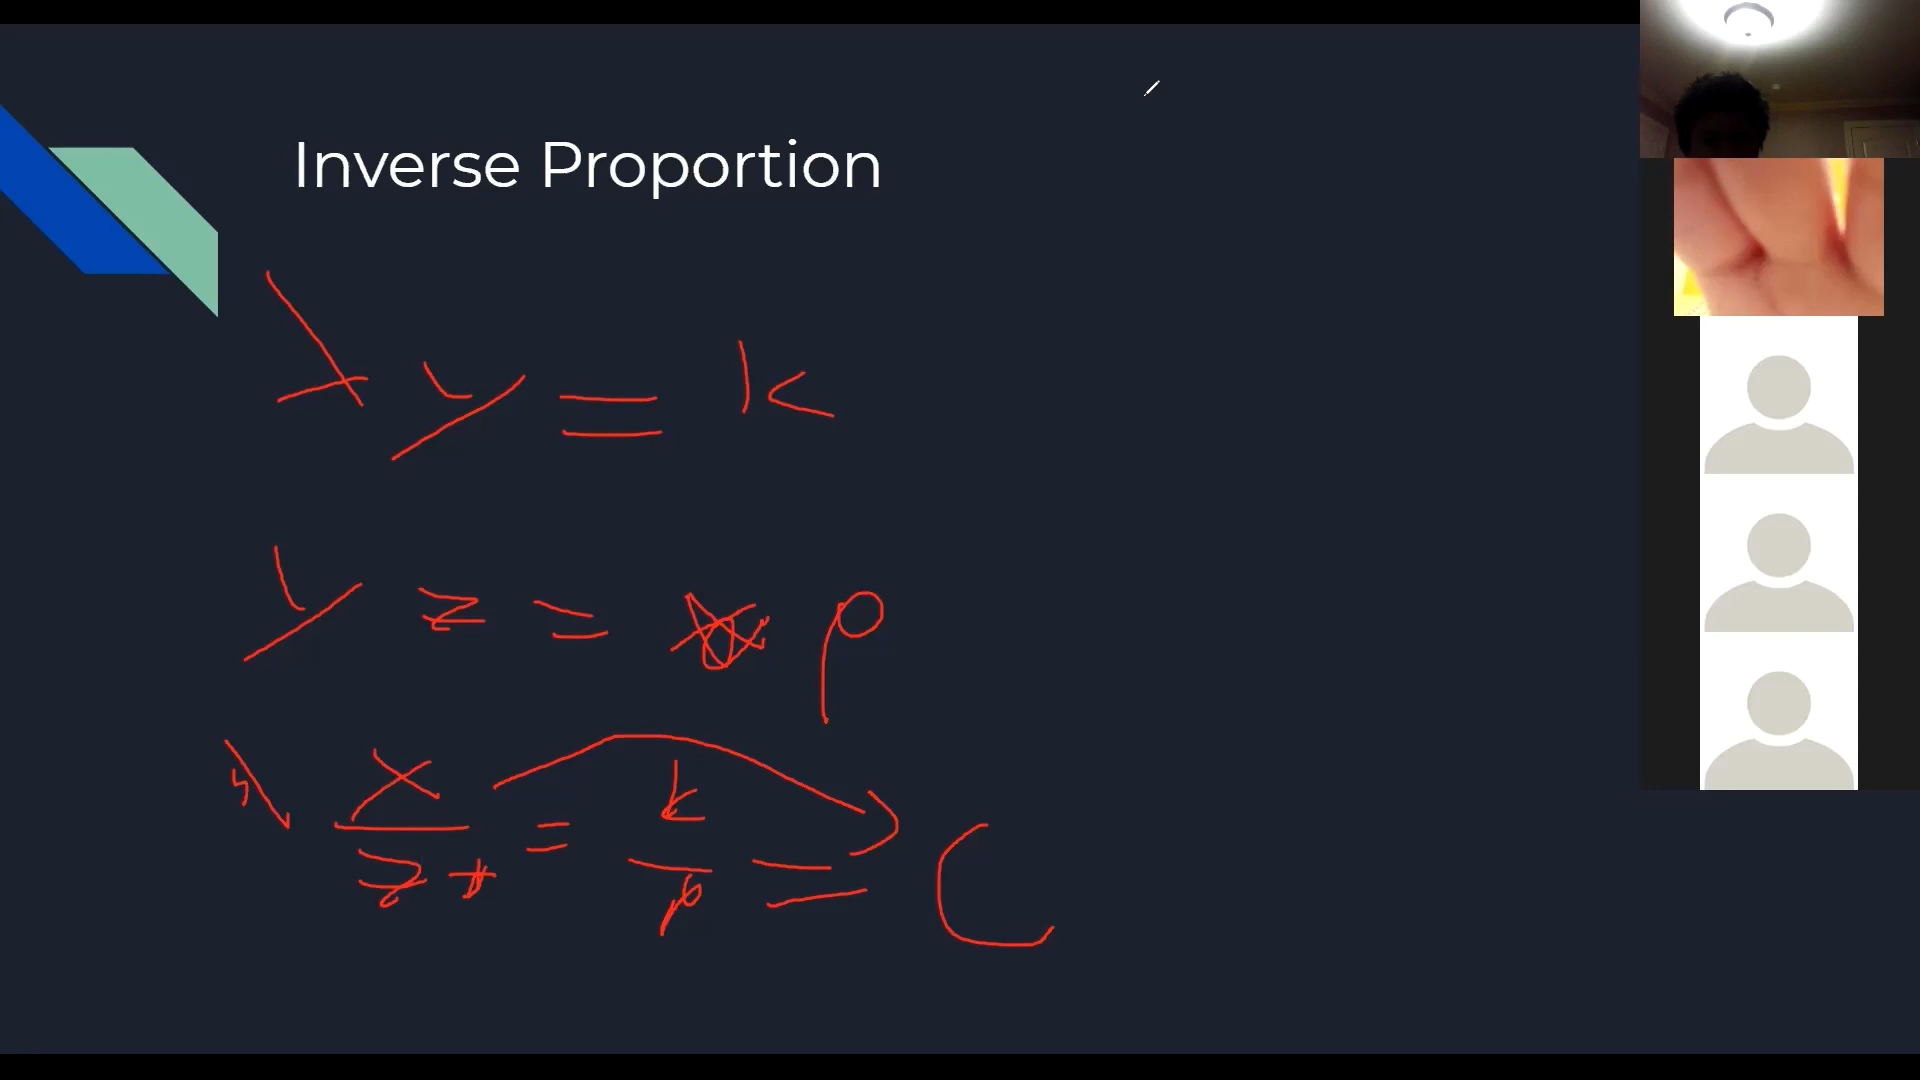 Inverse Proportion
xy = k
yz = p
x/z = k/p = C